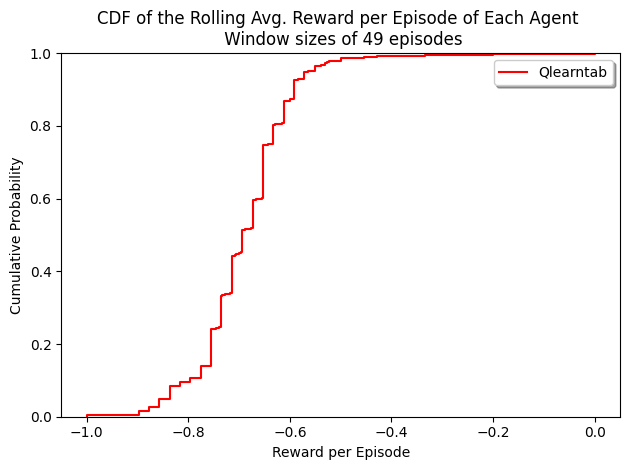 CDF of the Rolling Avg. Reward per Episode of Each Agent
Window sizes of 49 episodes
Qlearntab
Cumulative Probability
1.0
0.8
0.6
0.4
0.2
0.0
−1.0 −0.8 −0.6 −0.4 −0.2 0.0
Reward per Episode